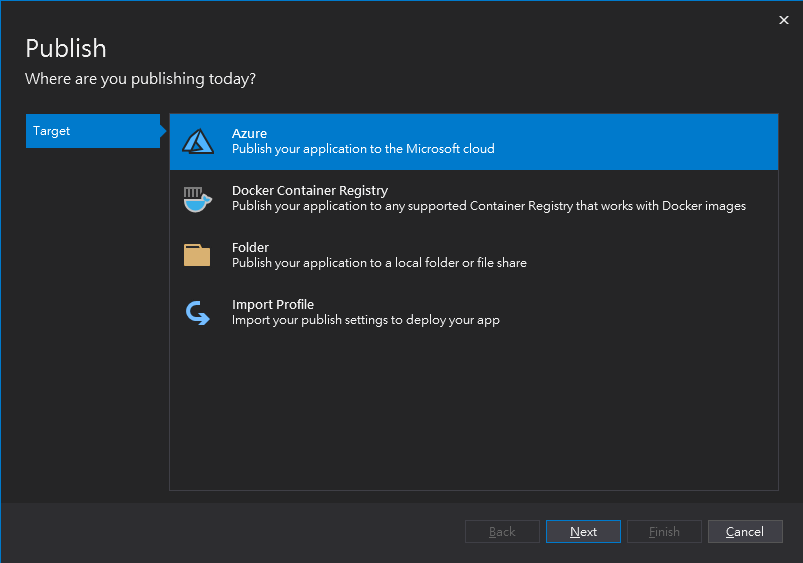 Publish
Where are you publishing today?
Target
Azure
Publish your application to the Microsoft cloud
Docker Container Registry
Publish your application to any supported Container Registry that works with Docker images
Folder
Publish your application to a local folder or file share
Import Profile
Import your publish settings to deploy your app
Back
Next
Finish
Cancel